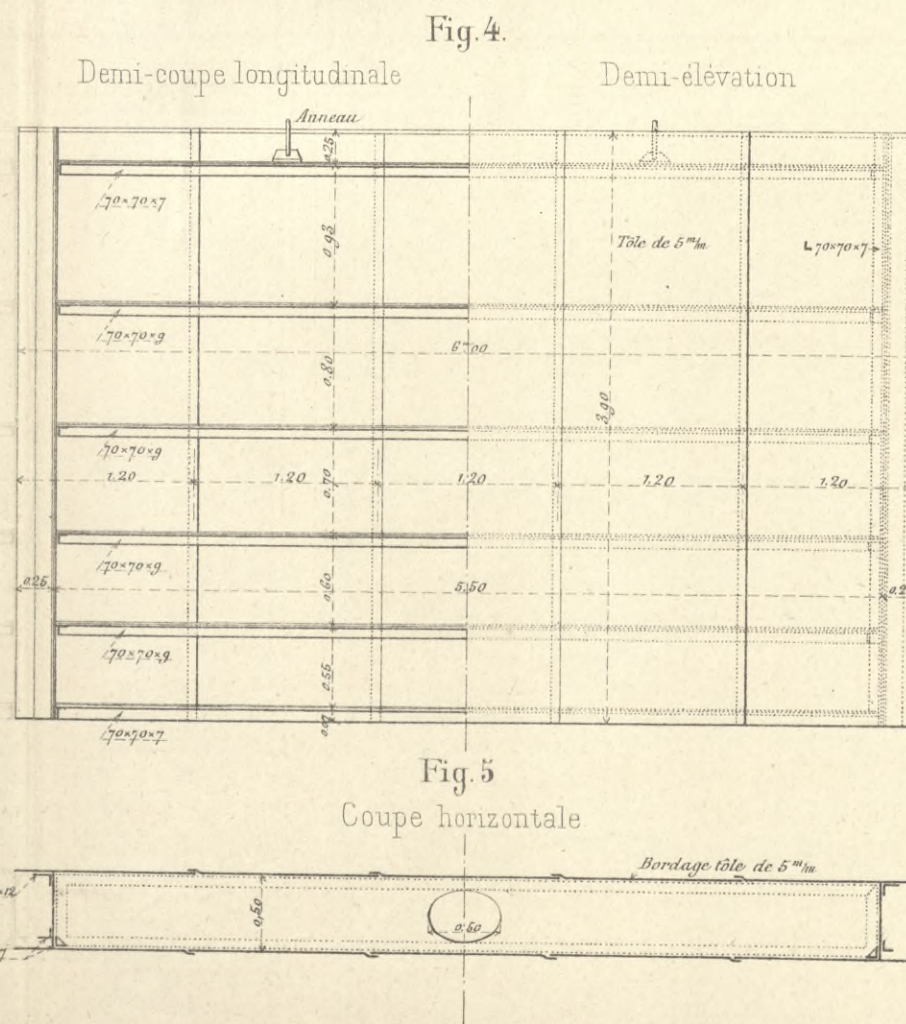 Fig. 4.
Demi-coupe longitudinale
Demi-élévation
Anneau
0.25
70×70×7
0.93
Tôle de 5 m/m
L 70×70×7
70×70×9
6m00
0.80
3.90
70×70×9
1.20
1.20
0.70
1.20
1.20
1.20
70×70×9
0.25
0.60
5.50
70×70×9
0.55
70×70×7
Fig. 5
Coupe horizontale
Bordage tôle de 5 m/m
0,50
0.50